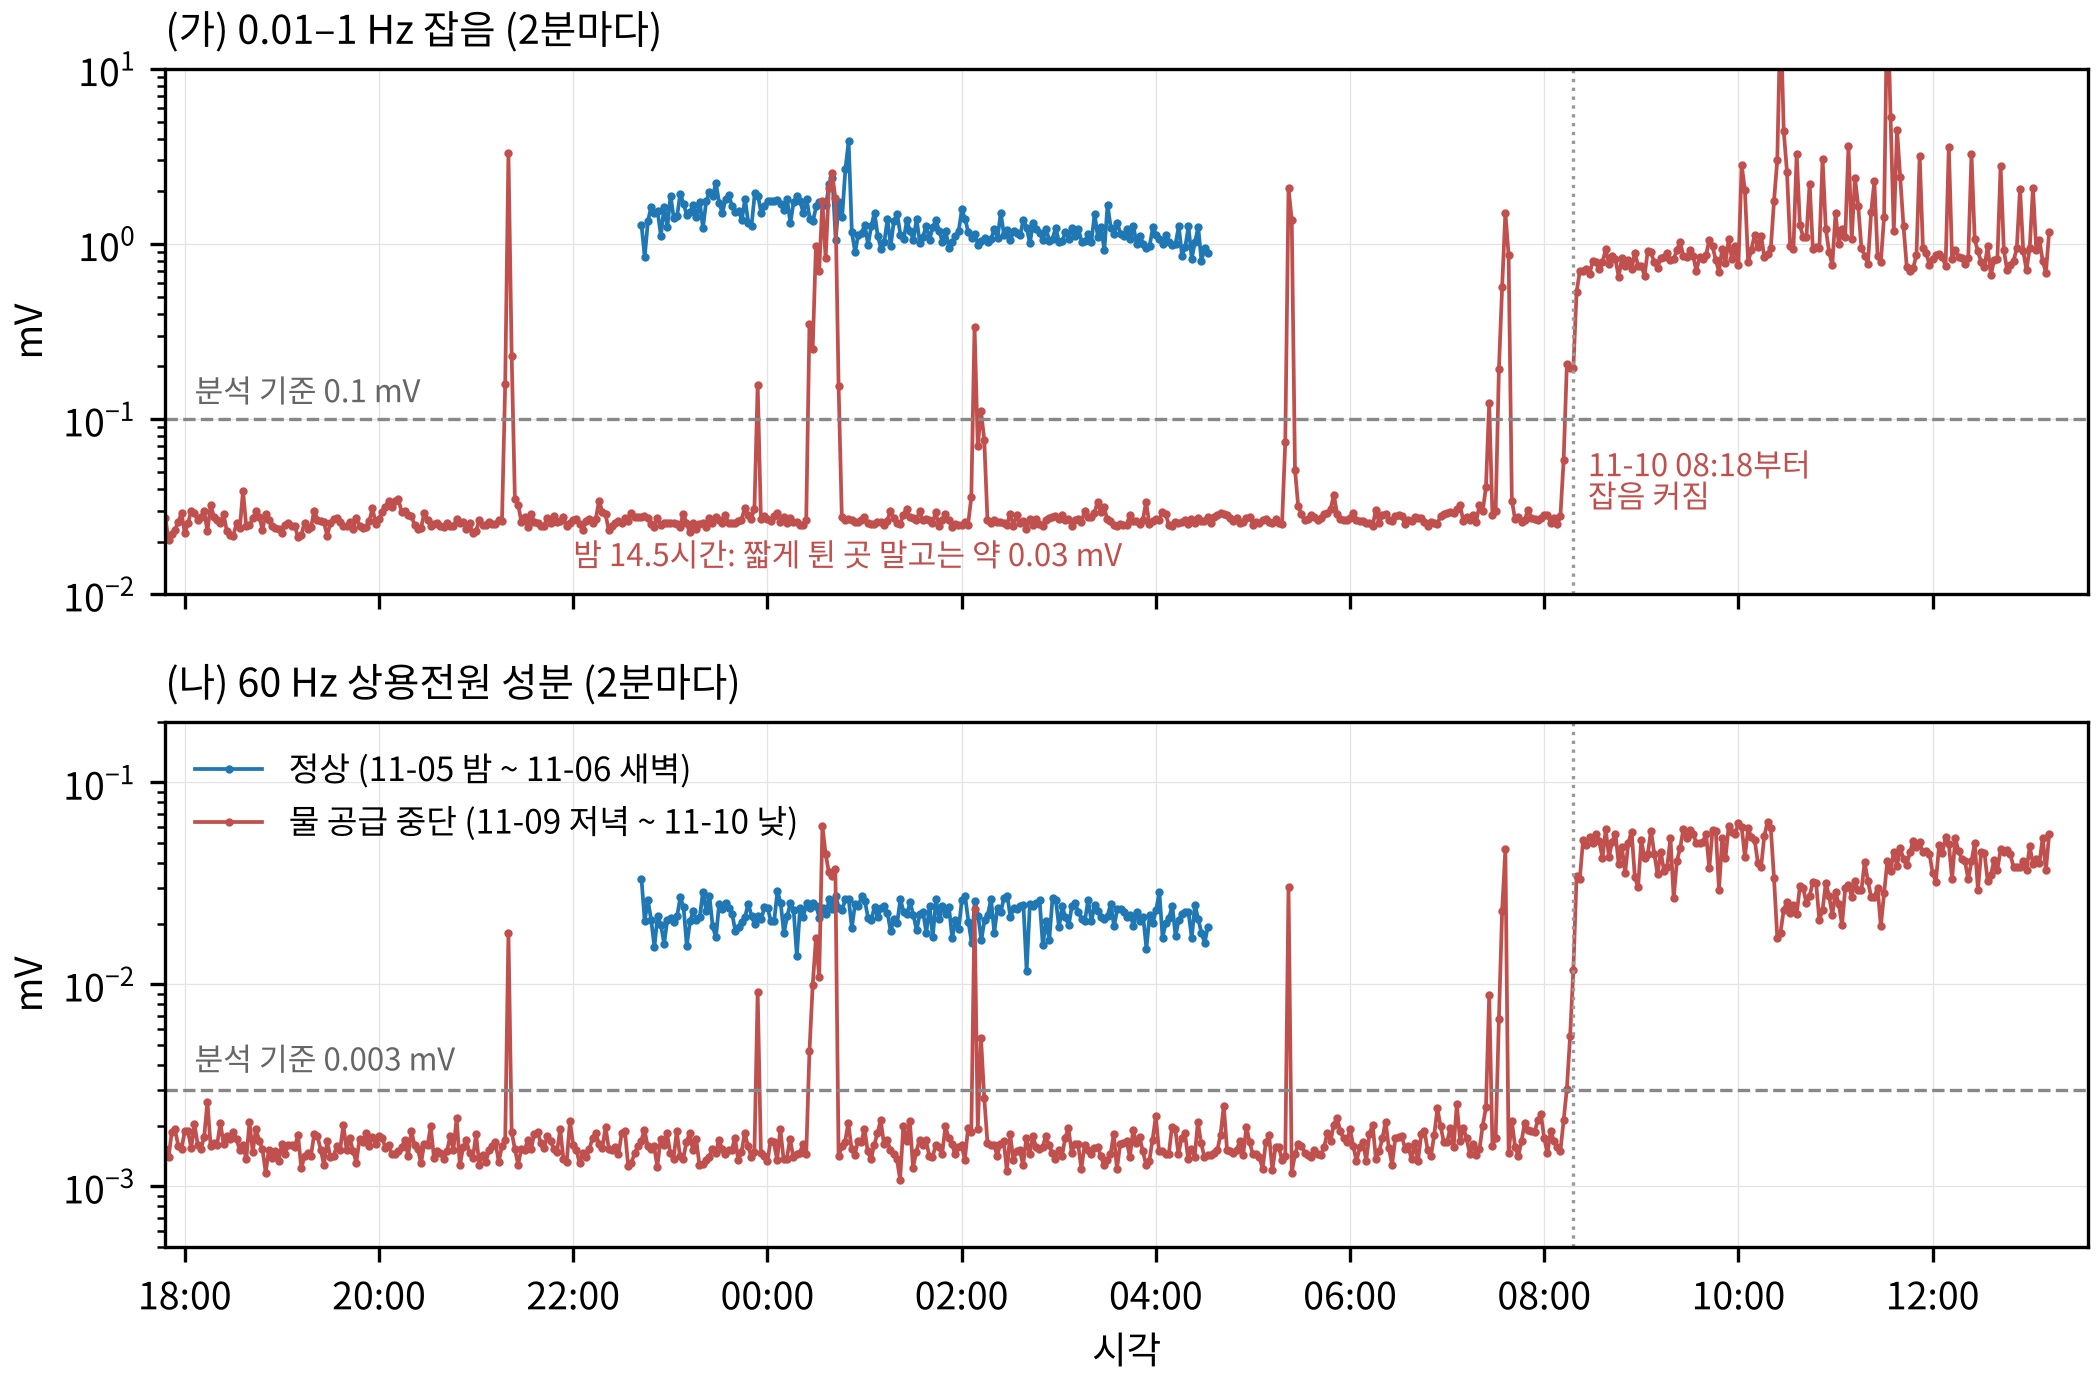 (가) 0.01–1 Hz 잡음 (2분마다)
10¹
10⁰
10⁻¹
10⁻²
mV
분석 기준 0.1 mV
11-10 08:18부터
잡음 커짐
밤 14.5시간: 짧게 튄 곳 말고는 약 0.03 mV
(나) 60 Hz 상용전원 성분 (2분마다)
10⁻¹
10⁻²
10⁻³
mV
정상 (11-05 밤 ~ 11-06 새벽)
물 공급 중단 (11-09 저녁 ~ 11-10 낮)
분석 기준 0.003 mV
18:00 20:00 22:00 00:00 02:00 04:00 06:00 08:00 10:00 12:00
시각